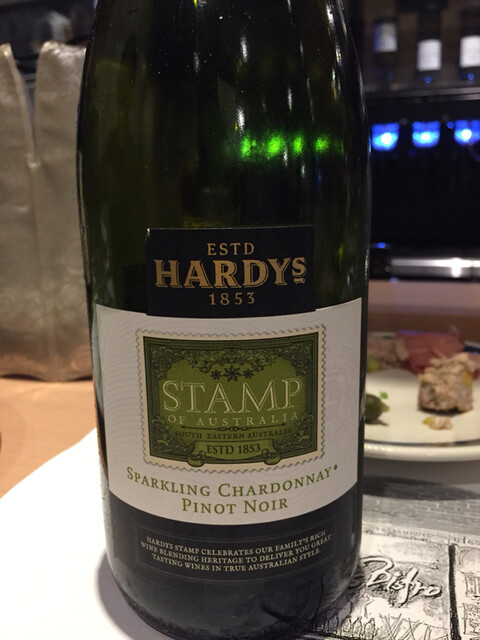 ESTD
HARDYS
1853
STAMP
OF AUSTRALIA
SOUTH EASTERN AUSTRALIA
ESTD 1853
SPARKLING CHARDONNAY•
PINOT NOIR
HARDYS STAMP CELEBRATES OUR FAMILY'S RICH
WINE BLENDING HERITAGE TO DELIVER YOU GREAT
TASTING WINES IN TRUE AUSTRALIAN STYLE.
Bistro